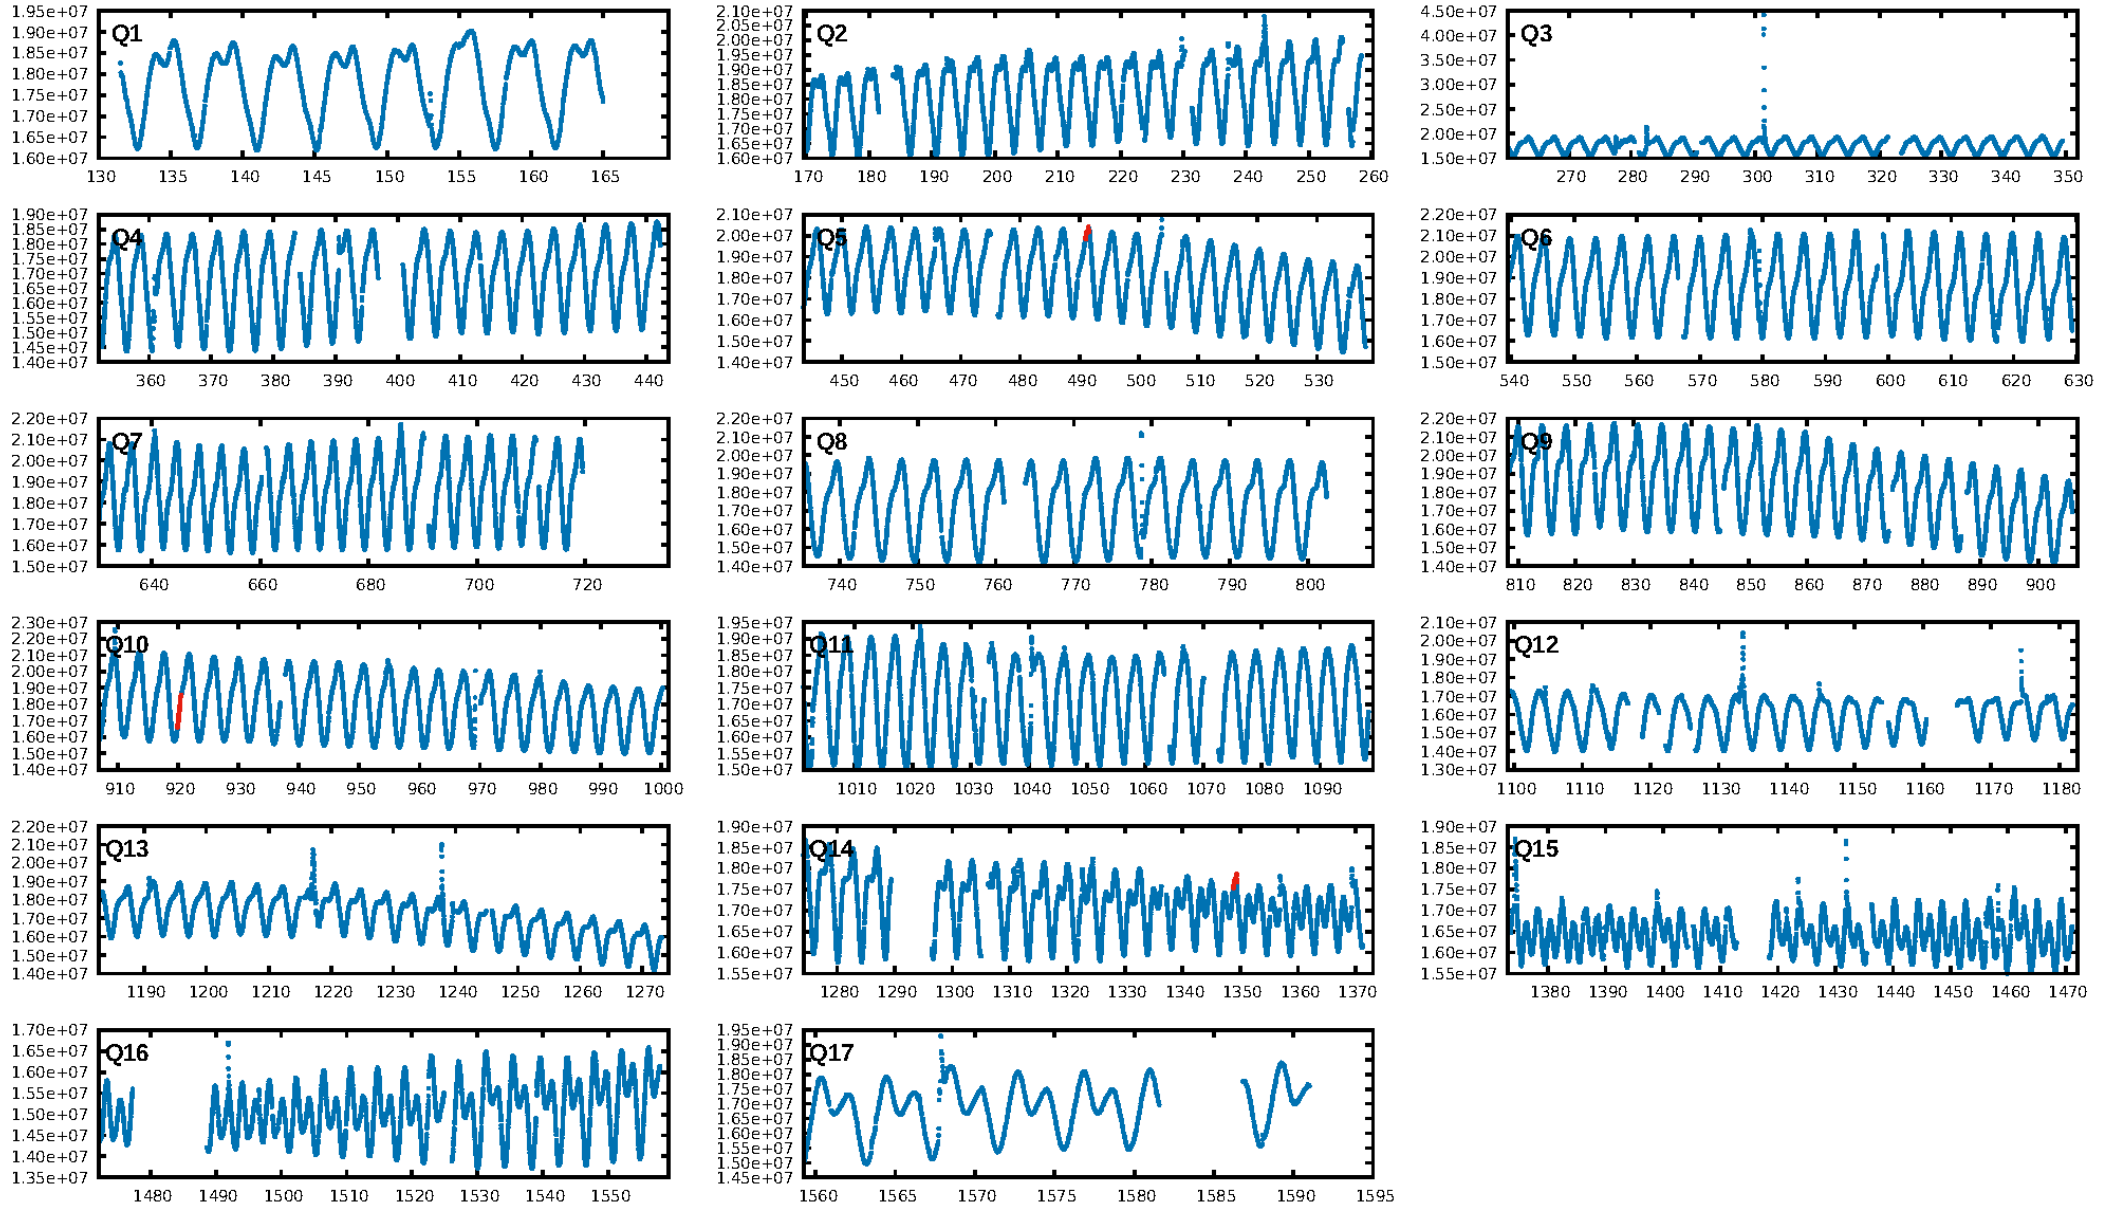 1.95e+07 1.90e+07 1.85e+07 1.80e+07 1.75e+07 1.70e+07 1.65e+07 1.60e+07
Q1
130 135 140 145 150 155 160 165
2.10e+07 2.05e+07 2.00e+07 1.95e+07 1.90e+07 1.85e+07 1.80e+07 1.75e+07 1.70e+07 1.65e+07 1.60e+07
Q2
170 180 190 200 210 220 230 240 250 260
4.50e+07 4.00e+07 3.50e+07 3.00e+07 2.50e+07 2.00e+07 1.50e+07
Q3
270 280 290 300 310 320 330 340 350
1.90e+07 1.85e+07 1.80e+07 1.75e+07 1.70e+07 1.65e+07 1.60e+07 1.55e+07 1.50e+07 1.45e+07 1.40e+07
Q4
360 370 380 390 400 410 420 430 440
2.10e+07 2.00e+07 1.90e+07 1.80e+07 1.70e+07 1.60e+07 1.50e+07 1.40e+07
Q5
450 460 470 480 490 500 510 520 530
2.20e+07 2.10e+07 2.00e+07 1.90e+07 1.80e+07 1.70e+07 1.60e+07 1.50e+07
Q6
540 550 560 570 580 590 600 610 620 630
2.20e+07 2.10e+07 2.00e+07 1.90e+07 1.80e+07 1.70e+07 1.60e+07 1.50e+07
Q7
640 660 680 700 720
2.20e+07 2.10e+07 2.00e+07 1.90e+07 1.80e+07 1.70e+07 1.60e+07 1.50e+07 1.40e+07
Q8
740 750 760 770 780 790 800
2.20e+07 2.10e+07 2.00e+07 1.90e+07 1.80e+07 1.70e+07 1.60e+07 1.50e+07 1.40e+07
Q9
810 820 830 840 850 860 870 880 890 900
2.30e+07 2.20e+07 2.10e+07 2.00e+07 1.90e+07 1.80e+07 1.70e+07 1.60e+07 1.50e+07 1.40e+07
Q10
910 920 930 940 950 960 970 980 990 1000
1.95e+07 1.90e+07 1.85e+07 1.80e+07 1.75e+07 1.70e+07 1.65e+07 1.60e+07 1.55e+07 1.50e+07
Q11
1010 1020 1030 1040 1050 1060 1070 1080 1090
2.10e+07 2.00e+07 1.90e+07 1.80e+07 1.70e+07 1.60e+07 1.50e+07 1.40e+07 1.30e+07
Q12
1100 1110 1120 1130 1140 1150 1160 1170 1180
2.20e+07 2.10e+07 2.00e+07 1.90e+07 1.80e+07 1.70e+07 1.60e+07 1.50e+07 1.40e+07
Q13
1190 1200 1210 1220 1230 1240 1250 1260 1270
1.90e+07 1.85e+07 1.80e+07 1.75e+07 1.70e+07 1.65e+07 1.60e+07 1.55e+07
Q14
1280 1290 1300 1310 1320 1330 1340 1350 1360 1370
1.90e+07 1.85e+07 1.80e+07 1.75e+07 1.70e+07 1.65e+07 1.60e+07 1.55e+07
Q15
1380 1390 1400 1410 1420 1430 1440 1450 1460 1470
1.70e+07 1.65e+07 1.60e+07 1.55e+07 1.50e+07 1.45e+07 1.40e+07 1.35e+07
Q16
1480 1490 1500 1510 1520 1530 1540 1550
1.95e+07 1.90e+07 1.85e+07 1.80e+07 1.75e+07 1.70e+07 1.65e+07 1.60e+07 1.55e+07 1.50e+07 1.45e+07
Q17
1560 1565 1570 1575 1580 1585 1590 1595